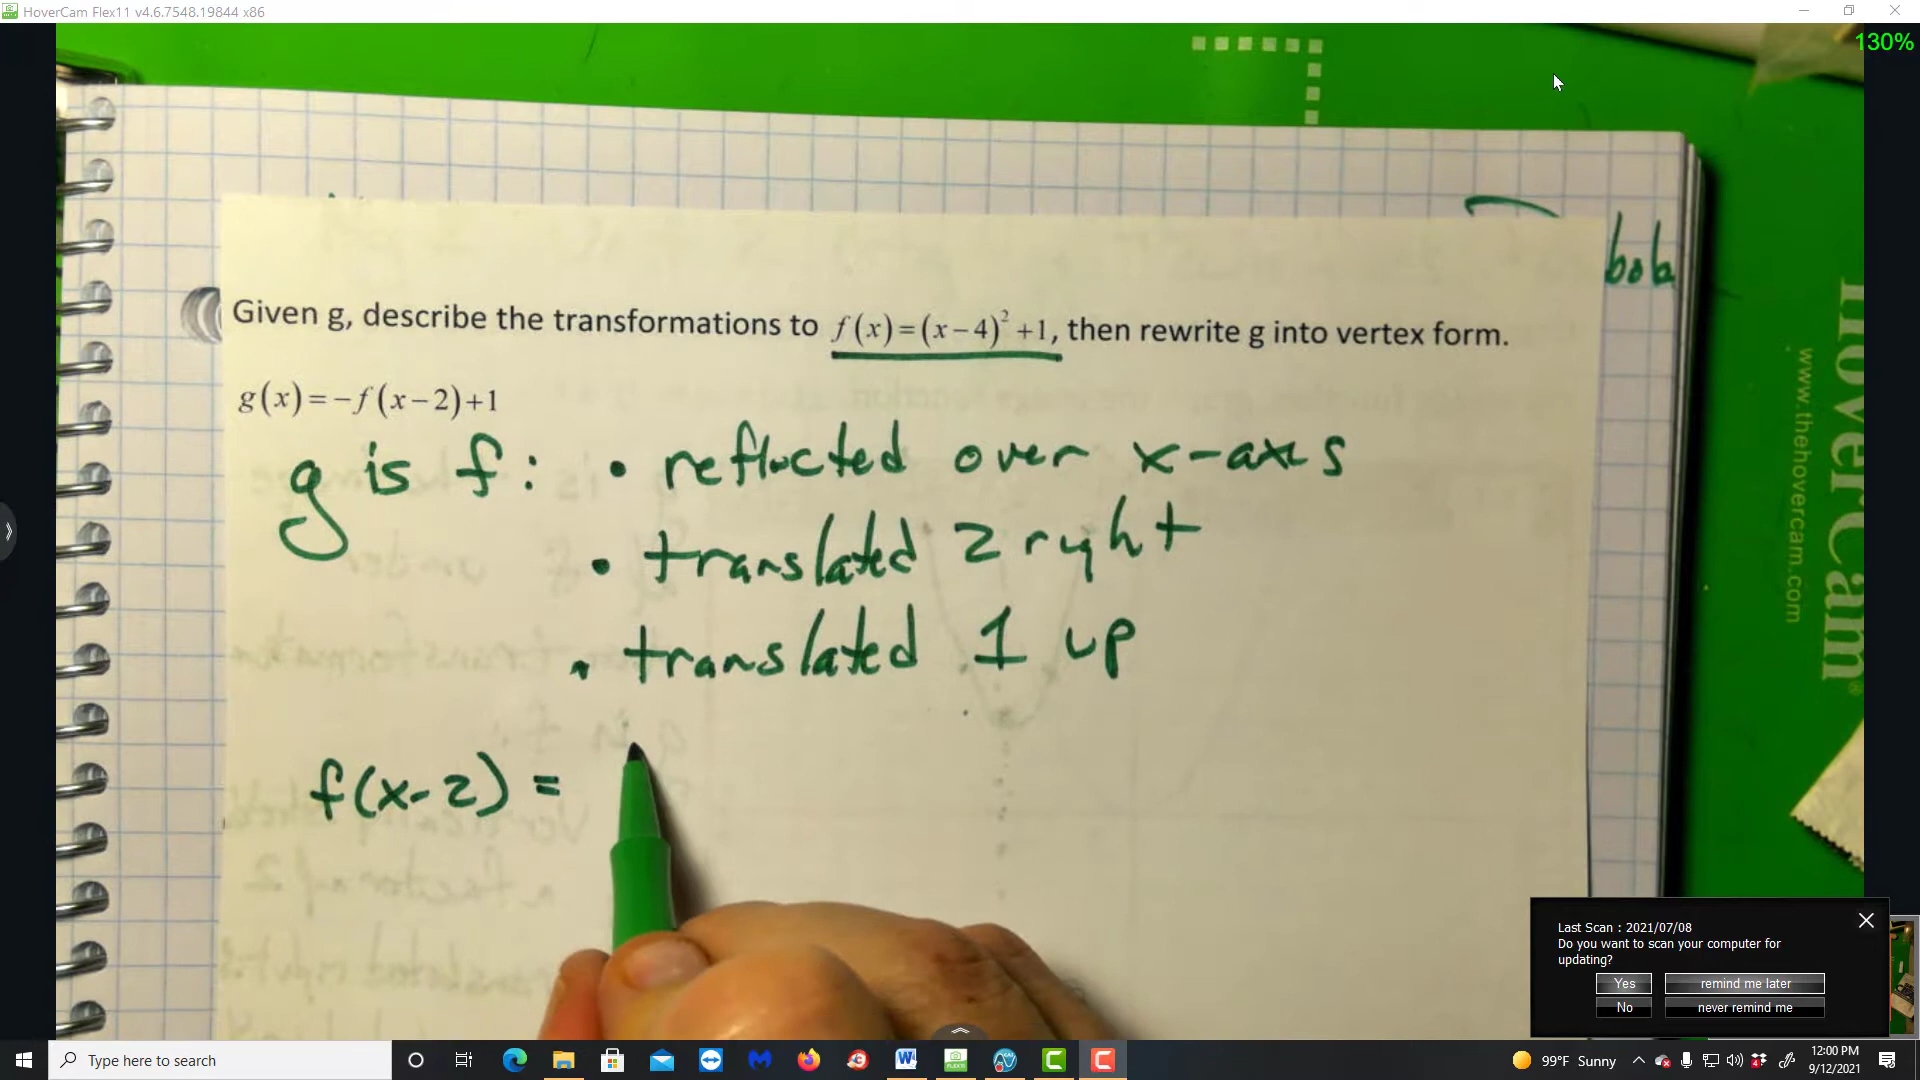 HoverCam Flex11 v4.6.7548.19844 x86
130%
bola
Given g, describe the transformations to f(x)=(x−4)²+1, then rewrite g into vertex form.
g(x)=−f(x−2)+1
g is f: • reflected over x-axis
• translated 2 right
• translated 1 up
f(x-2) =
HoverCam®
www.thehovercam.com
Last Scan : 2021/07/08
Do you want to scan your computer for
updating?
Yes remind me later
No never remind me
Type here to search
99°F Sunny
12:00 PM
9/12/2021